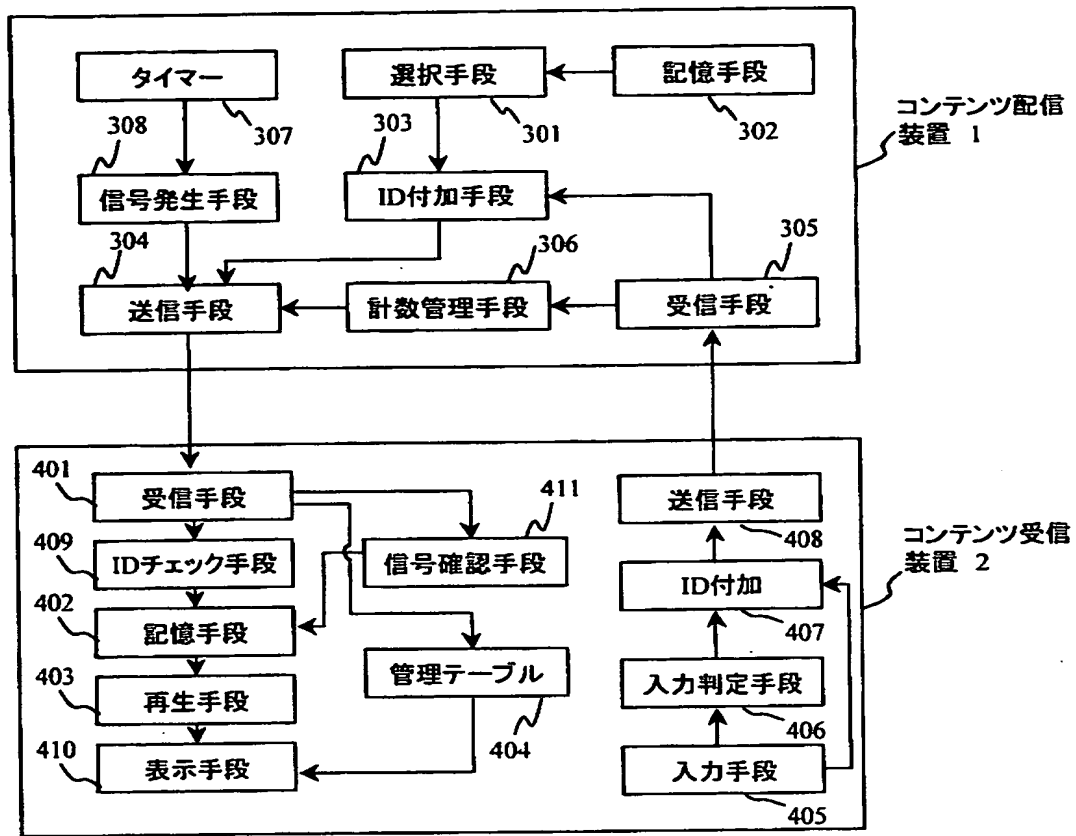 タイマー
307
選択手段
301
記憶手段
302
コンテンツ配信
装置 1
308
信号発生手段
303
ID付加手段
304
送信手段
306
計数管理手段
305
受信手段
401
受信手段
409
IDチェック手段
411
信号確認手段
402
記憶手段
403
再生手段
管理テーブル
404
410
表示手段
送信手段
408
コンテンツ受信
装置 2
ID付加
407
入力判定手段
406
入力手段
405